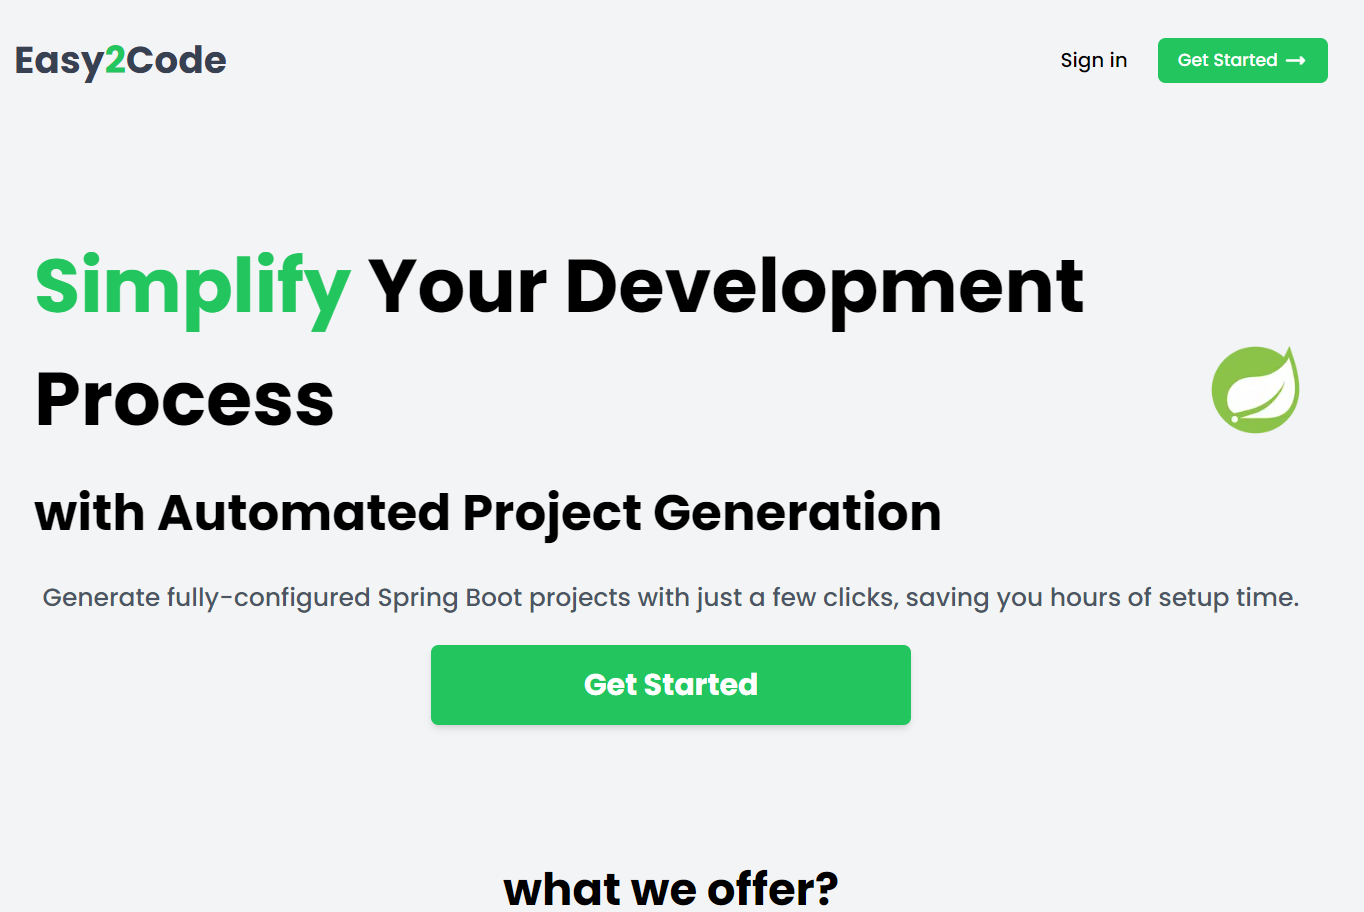 Easy2Code
Sign in
Get Started →
Simplify Your Development
Process
with Automated Project Generation
Generate fully-configured Spring Boot projects with just a few clicks, saving you hours of setup time.
Get Started
what we offer?